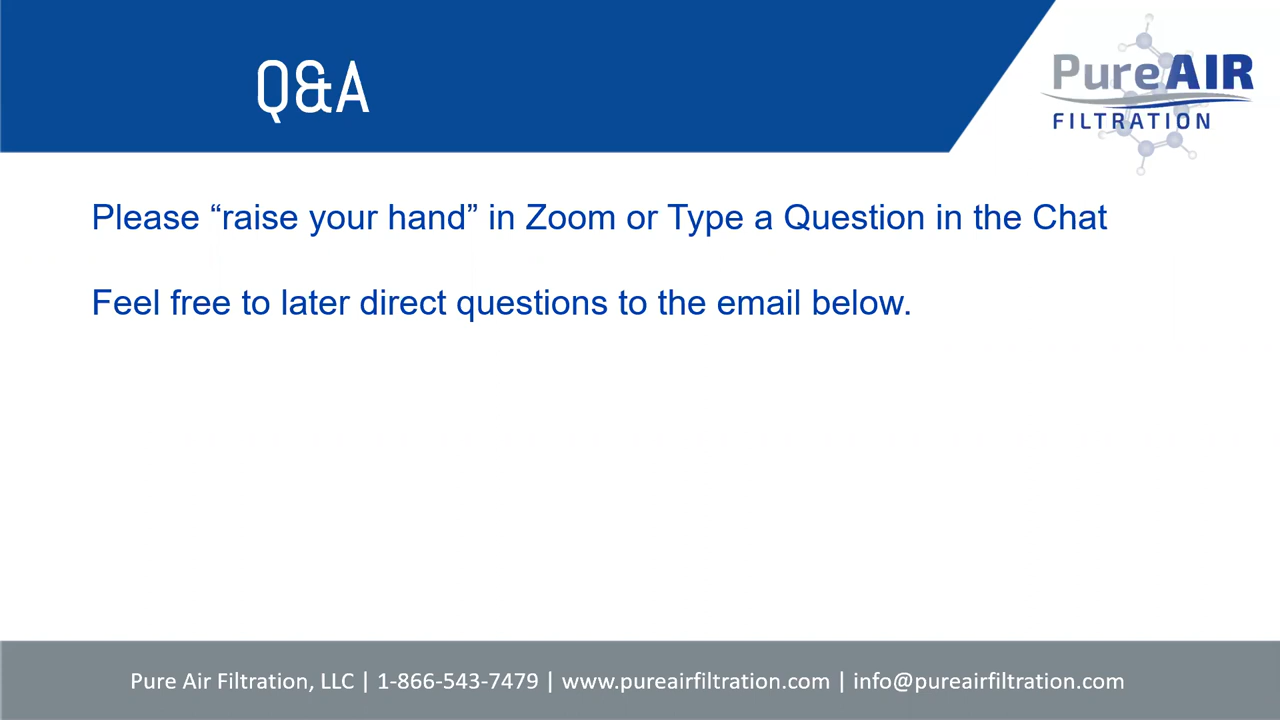 Q&A
PureAIR
FILTRATION
Please “raise your hand” in Zoom or Type a Question in the Chat
Feel free to later direct questions to the email below.
Pure Air Filtration, LLC | 1-866-543-7479 | www.pureairfiltration.com | info@pureairfiltration.com